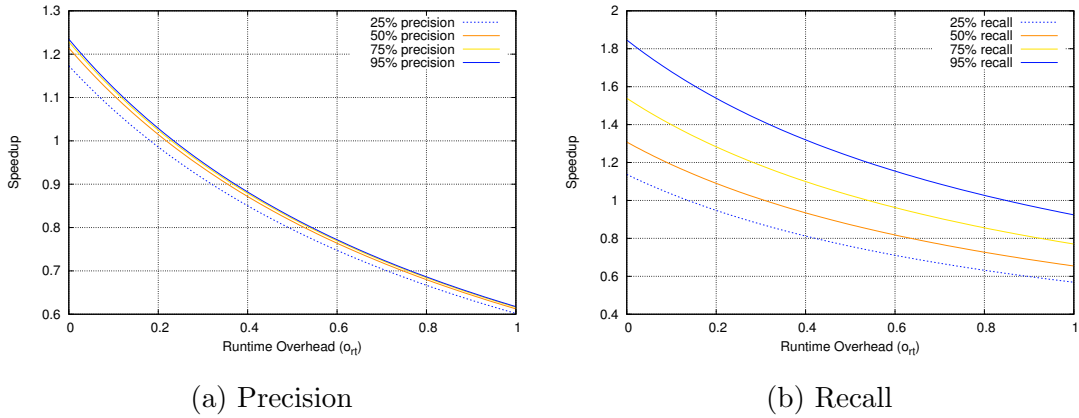 1.3
1.2
1.1
1
0.9
0.8
0.7
0.6
0
0.2
0.4
0.6
0.8
1
Speedup
Runtime Overhead (o_rt)
25% precision
50% precision
75% precision
95% precision
(a) Precision
2
1.8
1.6
1.4
1.2
1
0.8
0.6
0.4
0
0.2
0.4
0.6
0.8
1
Speedup
Runtime Overhead (o_rt)
25% recall
50% recall
75% recall
95% recall
(b) Recall